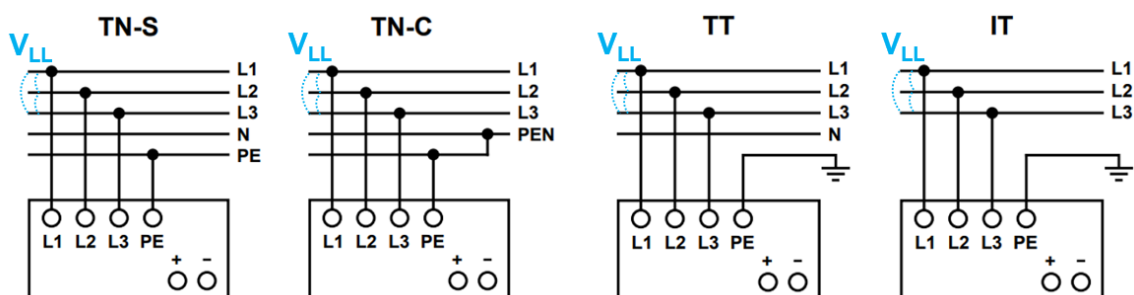 TN-S
V_LL
L1
L2
L3
N
PE
L1 L2 L3 PE
+ −
TN-C
V_LL
L1
L2
L3
PEN
L1 L2 L3 PE
+ −
TT
V_LL
L1
L2
L3
N
L1 L2 L3 PE
+ −
IT
V_LL
L1
L2
L3
L1 L2 L3 PE
+ −